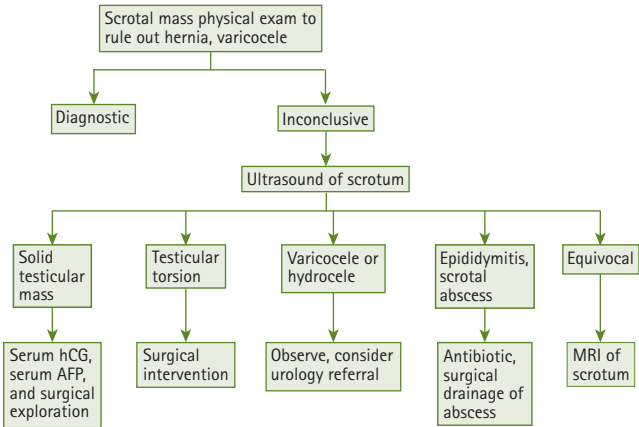 Scrotal mass physical exam to
rule out hernia, varicocele
Diagnostic
Inconclusive
Ultrasound of scrotum
Solid
testicular
mass
Testicular
torsion
Varicocele or
hydrocele
Epididymitis,
scrotal
abscess
Equivocal
Serum hCG,
serum AFP,
and surgical
exploration
Surgical
intervention
Observe, consider
urology referral
Antibiotic,
surgical
drainage of
abscess
MRI of
scrotum